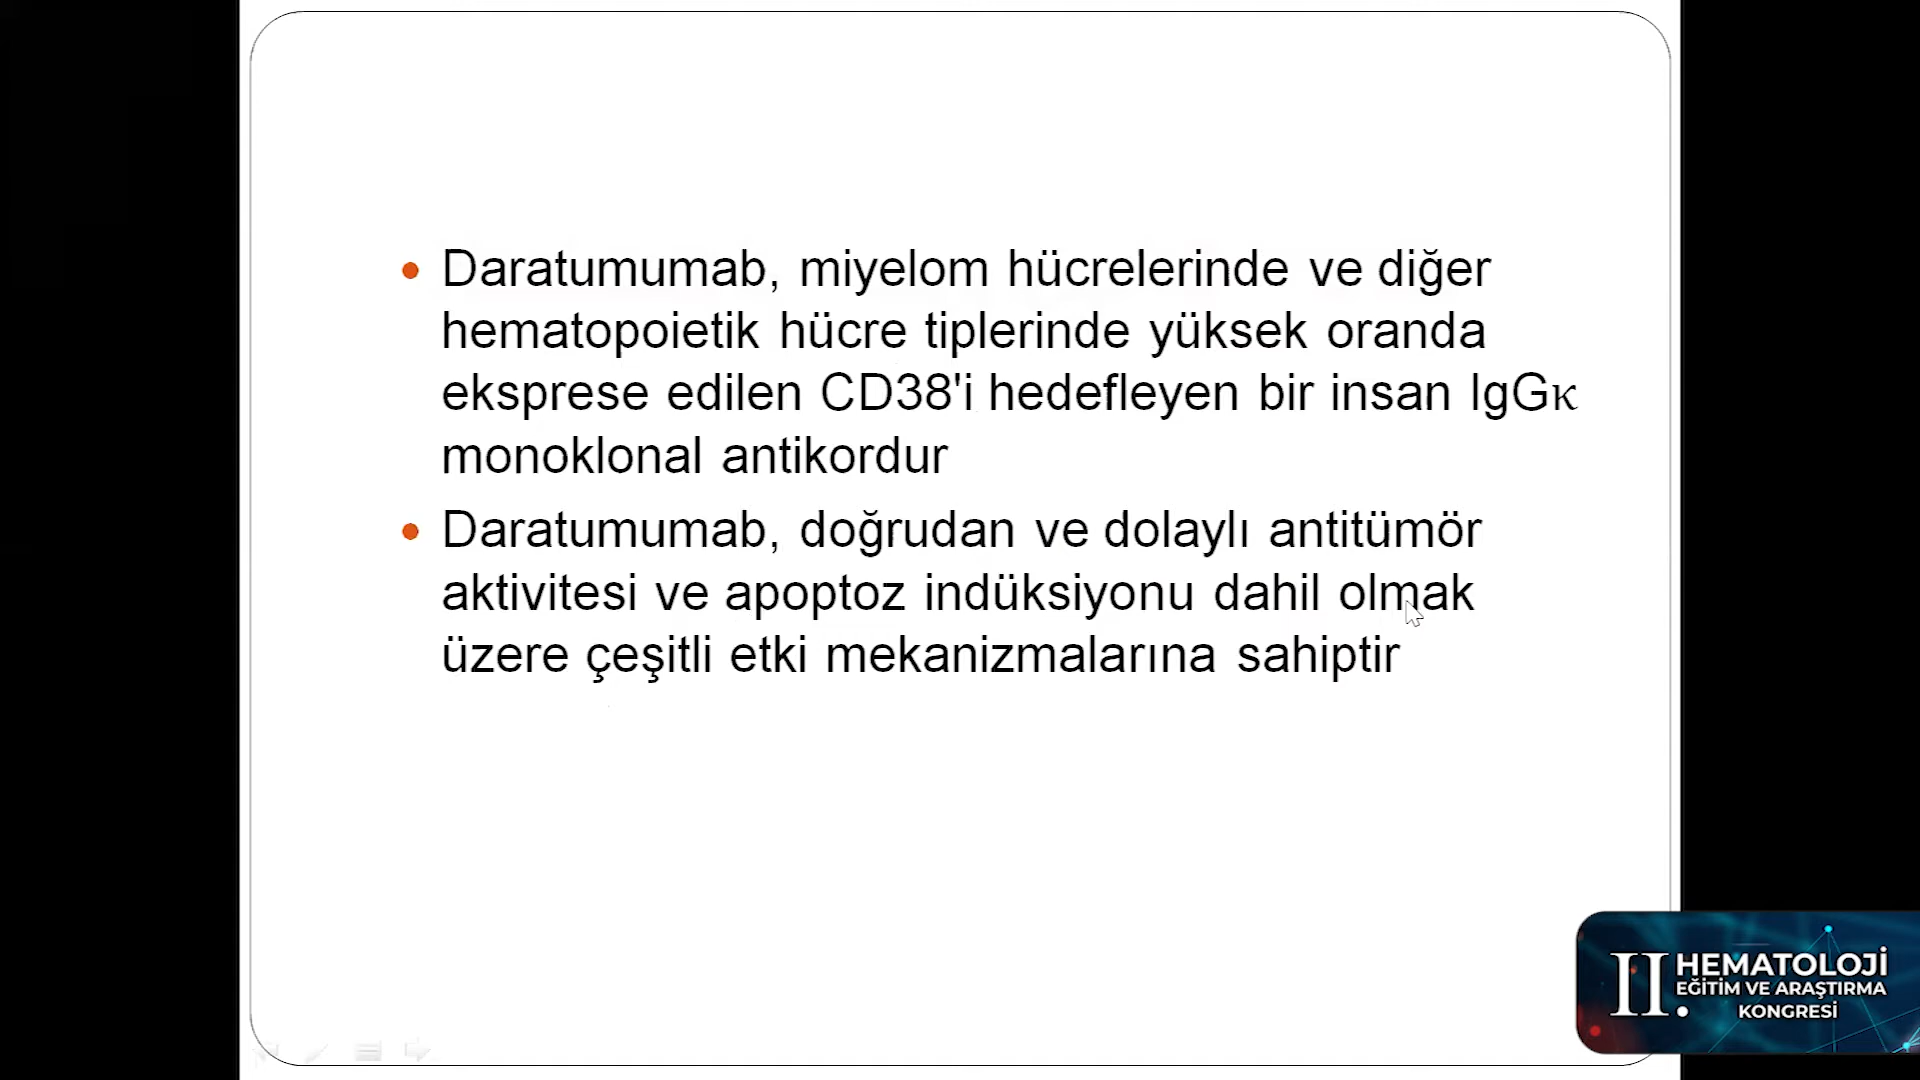 Daratumumab, miyelom hücrelerinde ve diğer
hematopoietik hücre tiplerinde yüksek oranda
eksprese edilen CD38'i hedefleyen bir insan IgGκ
monoklonal antikordur
Daratumumab, doğrudan ve dolaylı antitümör
aktivitesi ve apoptoz indüksiyonu dahil olmak
üzere çeşitli etki mekanizmalarına sahiptir
II. HEMATOLOJİ
EĞİTİM VE ARAŞTIRMA
KONGRESİ